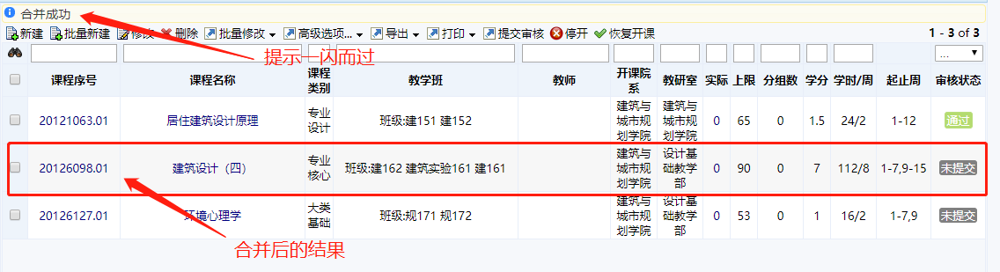 合并成功
新建 批量新建 修改 删除 批量修改 高级选项... 导出 打印 提交审核 停开 恢复开课 1 - 3 of 3
提示一闪而过
...
课程序号 课程名称 课程类别 教学班 教师 开课院系 教研室 实际 上限 分组数 学分 学时/周 起止周 审核状态
20121063.01 居住建筑设计原理 专业设计 班级:建151 建152 建筑与城市规划学院 建筑与城市规划学院 0 65 0 1.5 24/2 1-12 通过
20126098.01 建筑设计（四） 专业核心 班级:建162 建筑实验161 建161 建筑与城市规划学院 设计基础教学部 0 90 0 7 112/8 1-7,9-15 未提交
20126127.01 环境心理学 大类基础 班级:规171 规172 建筑与城市规划学院 设计基础教学部 0 53 0 1 16/2 1-7,9 未提交
合并后的结果